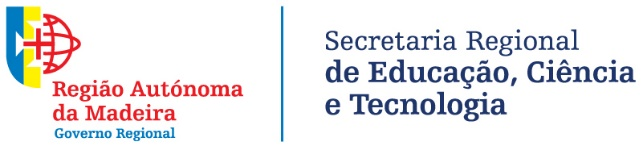 Região Autónoma
da Madeira
Governo Regional
Secretaria Regional
de Educação, Ciência
e Tecnologia